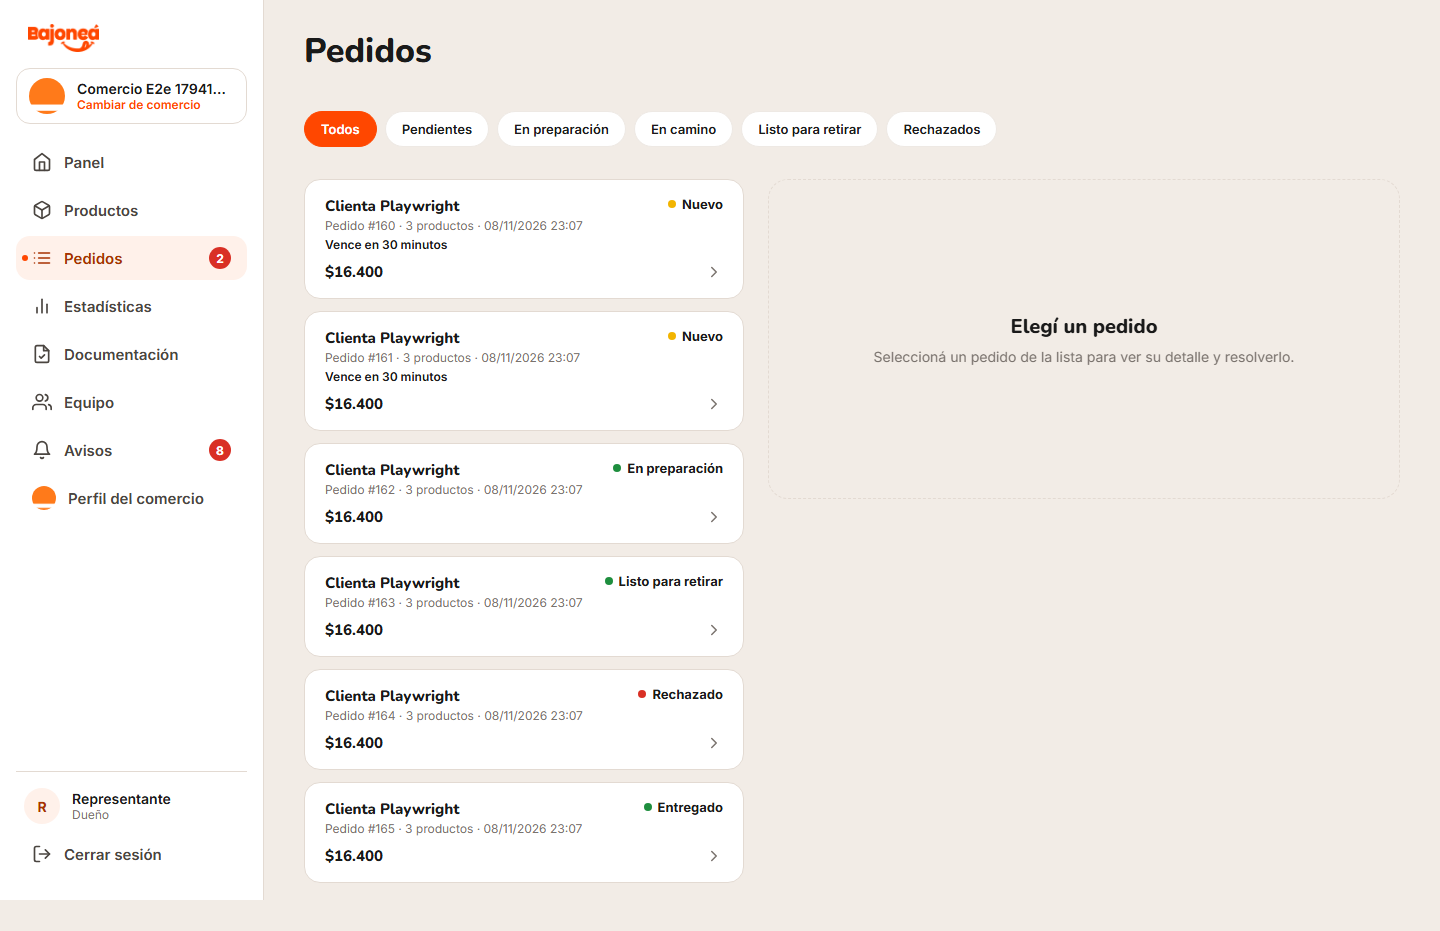 Bajoneá
Comercio E2e 17941...
Cambiar de comercio
Panel
Productos
Pedidos
2
Estadísticas
Documentación
Equipo
Avisos
8
Perfil del comercio
R
Representante
Dueño
Cerrar sesión
Pedidos
Todos
Pendientes
En preparación
En camino
Listo para retirar
Rechazados
Clienta Playwright
Nuevo
Pedido #160 · 3 productos · 08/11/2026 23:07
Vence en 30 minutos
$16.400
Clienta Playwright
Nuevo
Pedido #161 · 3 productos · 08/11/2026 23:07
Vence en 30 minutos
$16.400
Clienta Playwright
En preparación
Pedido #162 · 3 productos · 08/11/2026 23:07
$16.400
Clienta Playwright
Listo para retirar
Pedido #163 · 3 productos · 08/11/2026 23:07
$16.400
Clienta Playwright
Rechazado
Pedido #164 · 3 productos · 08/11/2026 23:07
$16.400
Clienta Playwright
Entregado
Pedido #165 · 3 productos · 08/11/2026 23:07
$16.400
Elegí un pedido
Seleccioná un pedido de la lista para ver su detalle y resolverlo.